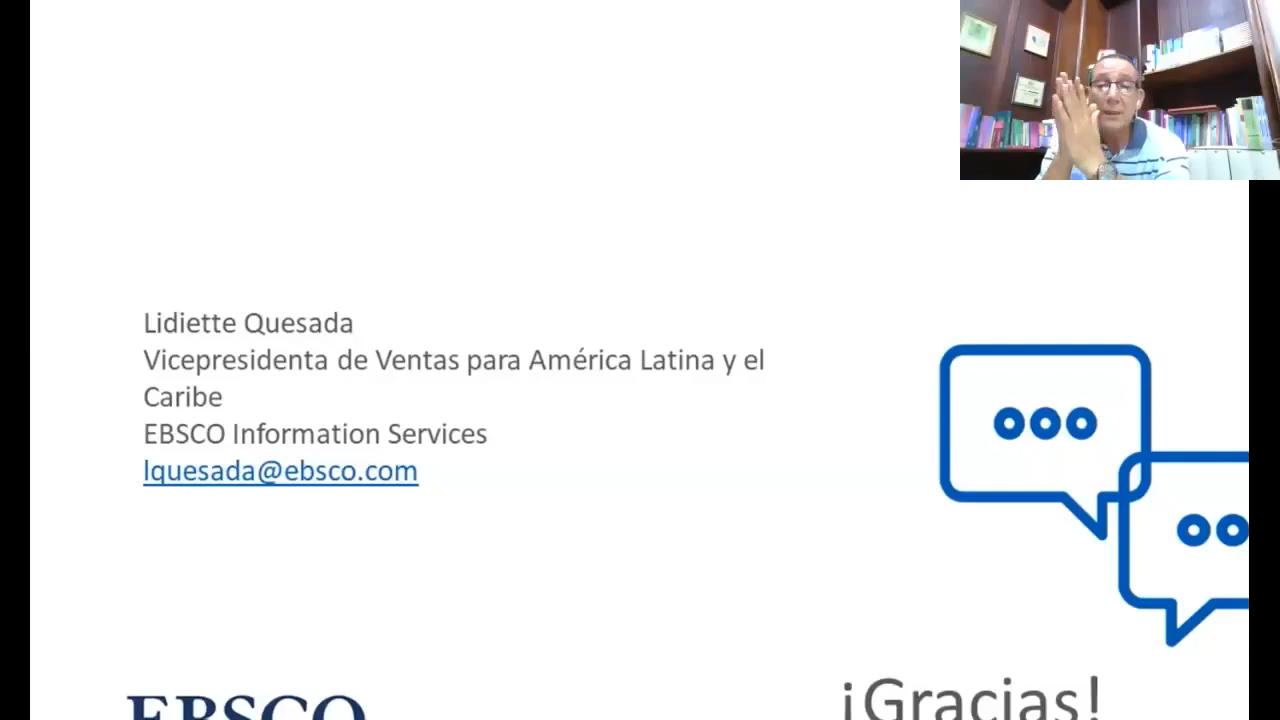 Lidiette Quesada
Vicepresidenta de Ventas para América Latina y el
Caribe
EBSCO Information Services
lquesada@ebsco.com
EBSCO
¡Gracias!